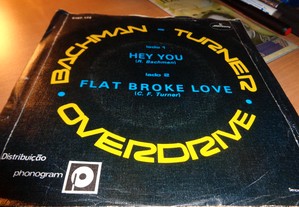 BACHMAN - TURNER
lado 1
HEY YOU
(R. Bachman)
lado 2
FLAT BROKE LOVE
(C. F. Turner)
• OVERDRIVE •
Distribuição
phonogram